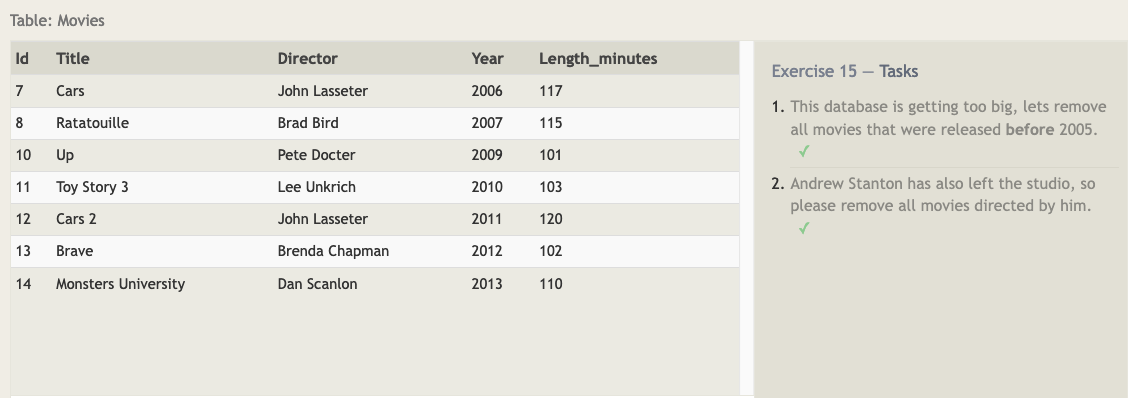 Table: Movies
Id Title Director Year Length_minutes
7 Cars John Lasseter 2006 117
8 Ratatouille Brad Bird 2007 115
10 Up Pete Docter 2009 101
11 Toy Story 3 Lee Unkrich 2010 103
12 Cars 2 John Lasseter 2011 120
13 Brave Brenda Chapman 2012 102
14 Monsters University Dan Scanlon 2013 110
Exercise 15 — Tasks
1. This database is getting too big, lets remove
all movies that were released before 2005.
✓
2. Andrew Stanton has also left the studio, so
please remove all movies directed by him.
✓